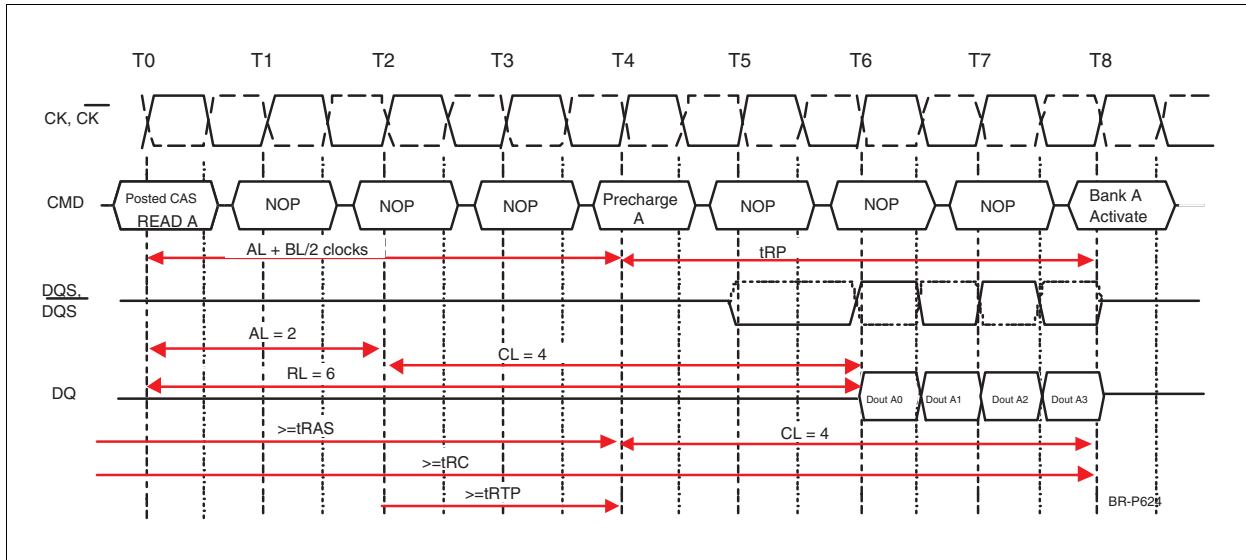 T0 T1 T2 T3 T4 T5 T6 T7 T8
CK, CK
CMD
Posted CAS
READ A
NOP
NOP
NOP
Precharge
A
NOP
NOP
NOP
Bank A
Activate
AL + BL/2 clocks
tRP
DQS,
DQS
AL = 2
CL = 4
RL = 6
DQ
Dout A0
Dout A1
Dout A2
Dout A3
>=tRAS
CL = 4
>=tRC
>=tRTP
BR-P624